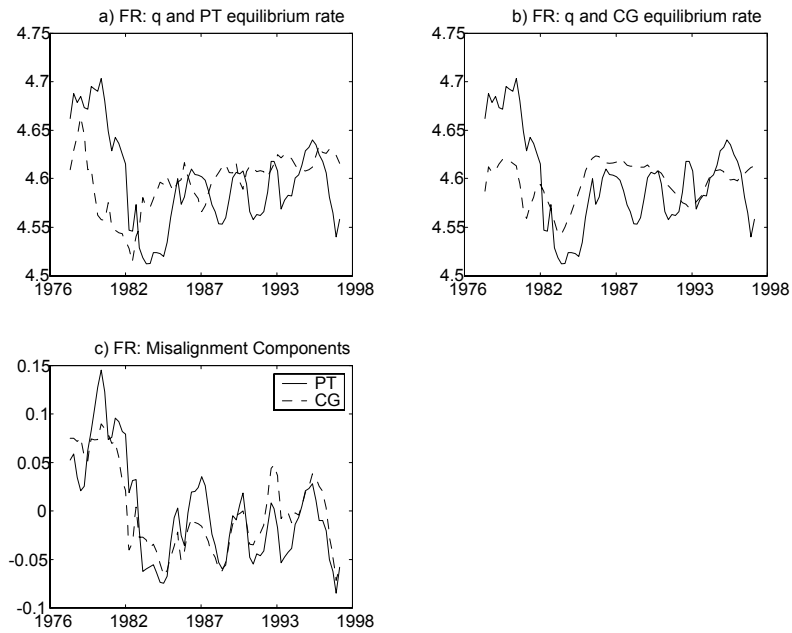 a) FR: q and PT equilibrium rate
4.75
4.7
4.65
4.6
4.55
4.5
1976 1982 1987 1993 1998
b) FR: q and CG equilibrium rate
4.75
4.7
4.65
4.6
4.55
4.5
1976 1982 1987 1993 1998
c) FR: Misalignment Components
0.15
0.1
0.05
0
-0.05
-0.1
1976 1982 1987 1993 1998
PT
CG